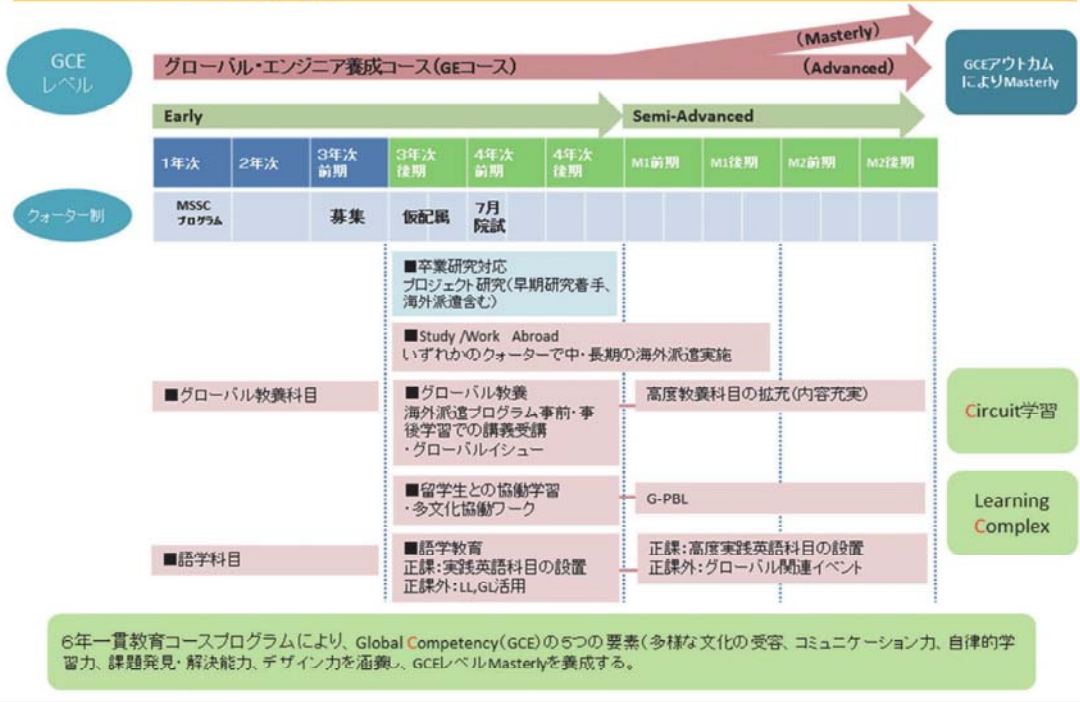 GCE
レベル
グローバル・エンジニア養成コース(GEコース)
(Masterly)
(Advanced)
GCEアウトカム
によりMasterly
Early
Semi-Advanced
1年次
2年次
3年次
前期
3年次
後期
4年次
前期
4年次
後期
M1前期
M1後期
M2前期
M2後期
クォーター制
MSSC
プログラム
募集
仮配属
7月
院試
■卒業研究対応
プロジェクト研究(早期研究着手、
海外派遣含む)
■Study /Work Abroad
いずれかのクォーターで中・長期の海外派遣実施
■グローバル教養科目
■グローバル教養
海外派遣プログラム事前・事
後学習での講義受講
・グローバルイシュー
高度教養科目の拡充(内容充実)
Circuit学習
■留学生との協働学習
・多文化協働ワーク
G-PBL
Learning
Complex
■語学科目
■語学教育
正課:実践英語科目の設置
正課外:LL,GL活用
正課:高度実践英語科目の設置
正課外:グローバル関連イベント
6年一貫教育コースプログラムにより、Global Competency(GCE)の5つの要素(多様な文化の受容、コミュニケーション力、自律的学
習力、課題発見・解決能力、デザイン力を涵養し、GCEレベルMasterlyを養成する。